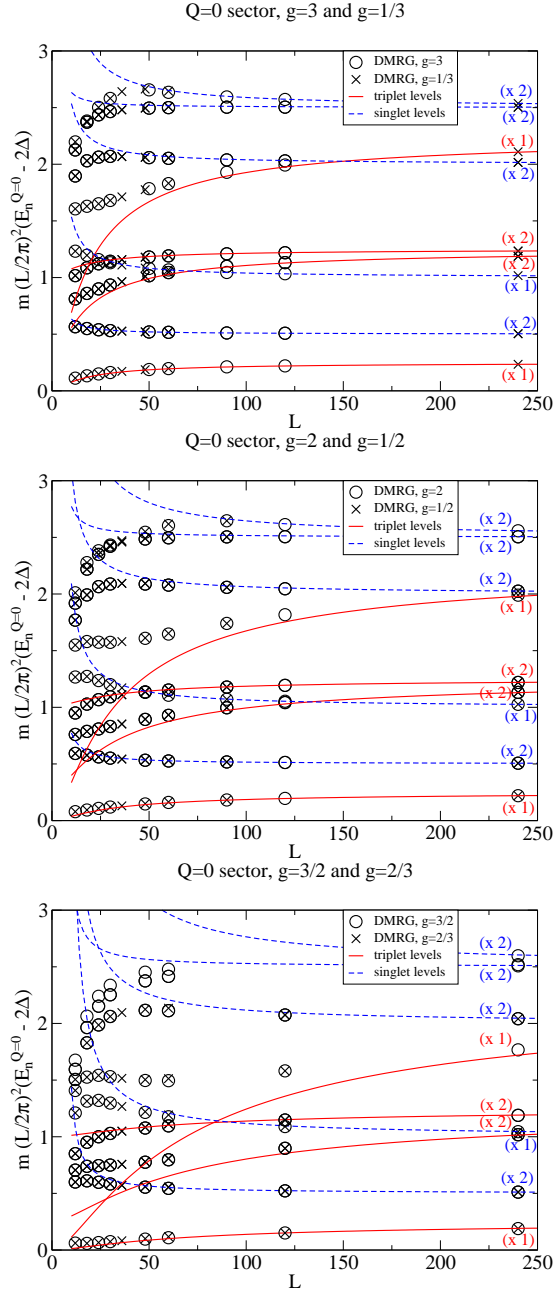 Q=0 sector, g=3 and g=1/3
3
2
1
0
m (L/2π)²(E_n^{Q=0} - 2Δ)
DMRG, g=3
DMRG, g=1/3
triplet levels
singlet levels
(x 2)
(x 2)
(x 1)
(x 2)
(x 2)
(x 2)
(x 1)
(x 2)
(x 1)
0 50 100 150 200 250
L
Q=0 sector, g=2 and g=1/2
3
2
1
0
m (L/2π)²(E_n^{Q=0} - 2Δ)
DMRG, g=2
DMRG, g=1/2
triplet levels
singlet levels
(x 2)
(x 2)
(x 2)
(x 1)
(x 2)
(x 2)
(x 1)
(x 2)
(x 1)
0 50 100 150 200 250
L
Q=0 sector, g=3/2 and g=2/3
3
2
1
0
m (L/2π)²(E_n^{Q=0} - 2Δ)
DMRG, g=3/2
DMRG, g=2/3
triplet levels
singlet levels
(x 2)
(x 2)
(x 2)
(x 1)
(x 2)
(x 2)
(x 1)
(x 2)
(x 1)
0 50 100 150 200 250
L